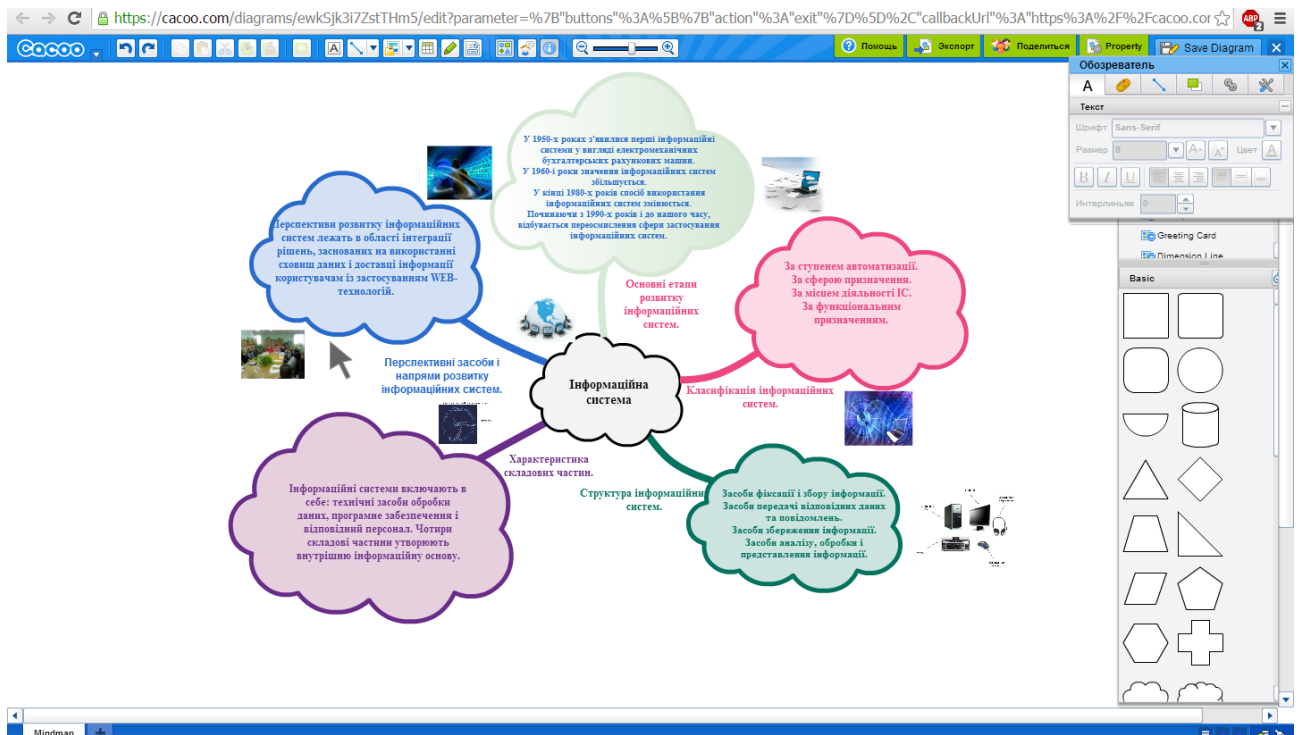 https://cacoo.com/diagrams/ewkSjk3i7ZstTHm5/edit?parameter=%7B"buttons"%3A%5B%7B"action"%3A"exit"%7D%5D%2C"callbackUrl"%3A"https%3A%2F%2Fcacoo.cor
ABP
2
Cacoo
Помощь
Экспорт
Поделиться
Property
Save Diagram
Обозреватель
A
Текст
Шрифт Sans-Serif
Размер 8
Цвет A
B I U
Интерлиньяж 0
Greeting Card
Dimension Line
Basic
У 1950-х роках з'явилися перші інформаційні
системи у вигляді електромеханічних
бухгалтерських рахункових машин.
У 1960-і роки значення інформаційних систем
збільшується.
У кінці 1980-х років спосіб використання
інформаційних систем змінюється.
Починаючи з 1990-х років і до нашого часу,
відбувається переосмислення сфери застосування
інформаційних систем.
Перспективи розвитку інформаційних
систем лежать в області інтеграції
рішень, заснованих на використанні
сховищ даних і доставці інформації
користувачам із застосуванням WEB-
технологій.
За ступенем автоматизації.
За сферою призначення.
За місцем діяльності ІС.
За функціональним
призначенням.
Основні етапи
розвитку
інформаційних
систем.
Перспективні засоби і
напрями розвитку
інформаційних систем.
Інформаційна
система
Класифікація інформаційних
систем.
Характеристика
складових частин.
Структура інформаційни
систем.
Інформаційні системи включають в
себе: технічні засоби обробки
даних, програмне забезпечення і
відповідний персонал. Чотири
складові частини утворюють
внутрішню інформаційну основу.
Засоби фіксації і збору інформації.
Засоби передачі відповідних даних
та повідомлень.
Засоби збереження інформації.
Засоби аналізу, обробки і
представлення інформації.
Mindmap